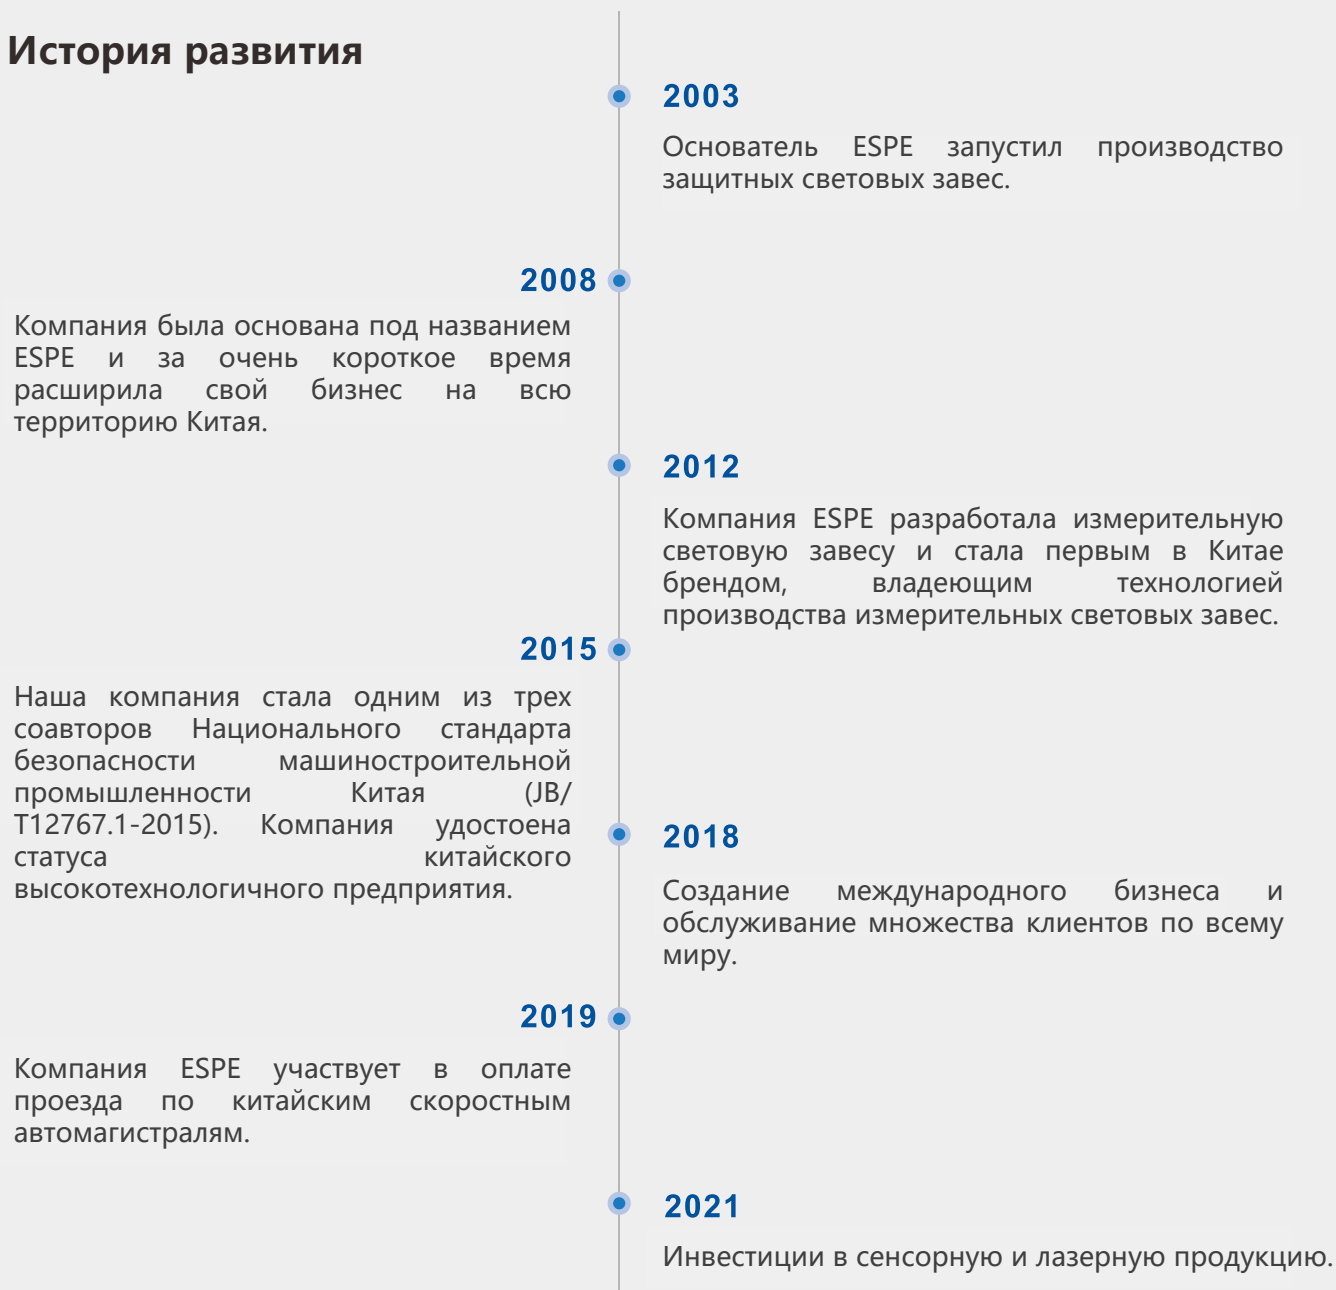 История развития
2003
Основатель ESPE запустил производство
защитных световых завес.
2008
Компания была основана под названием
ESPE и за очень короткое время
расширила свой бизнес на всю
территорию Китая.
2012
Компания ESPE разработала измерительную
световую завесу и стала первым в Китае
брендом, владеющим технологией
производства измерительных световых завес.
2015
Наша компания стала одним из трех
соавторов Национального стандарта
безопасности машиностроительной
промышленности Китая (JB/
T12767.1-2015). Компания удостоена
статуса китайского
высокотехнологичного предприятия.
2018
Создание международного бизнеса и
обслуживание множества клиентов по всему
миру.
2019
Компания ESPE участвует в оплате
проезда по китайским скоростным
автомагистралям.
2021
Инвестиции в сенсорную и лазерную продукцию.